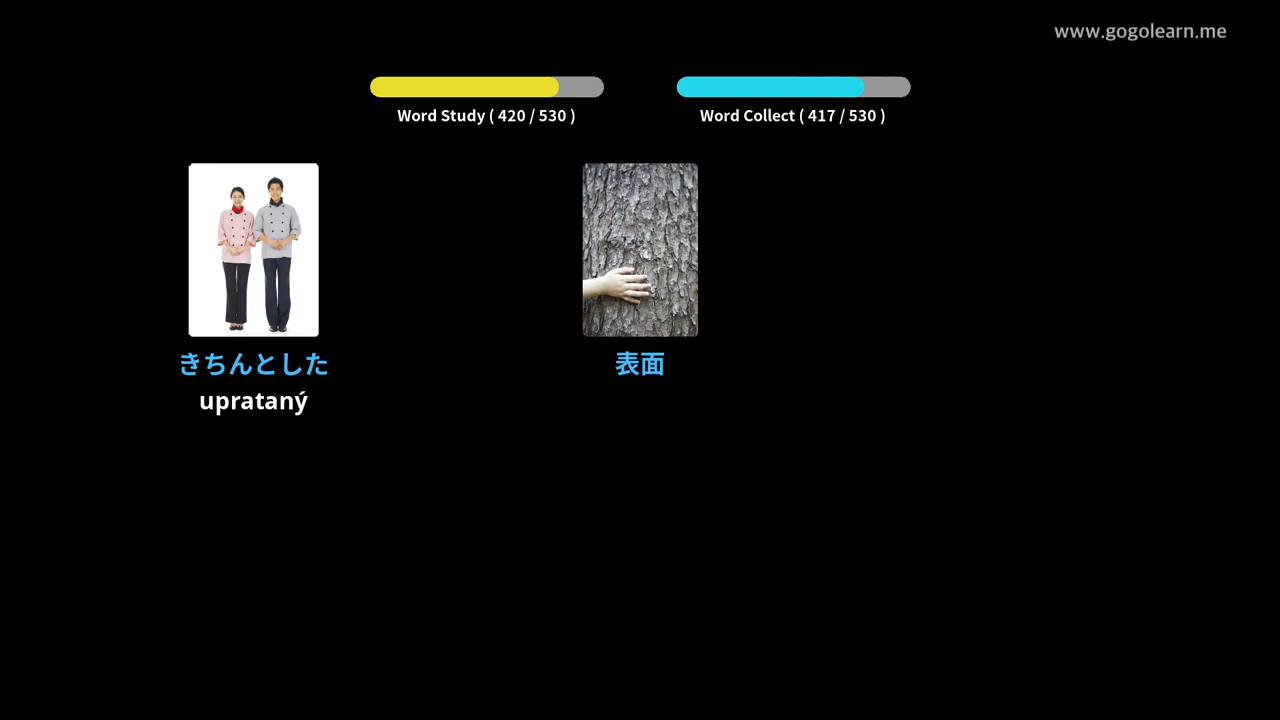 www.gogolearn.me
Word Study ( 420 / 530 )
Word Collect ( 417 / 530 )
きちんとした
uprataný
表面